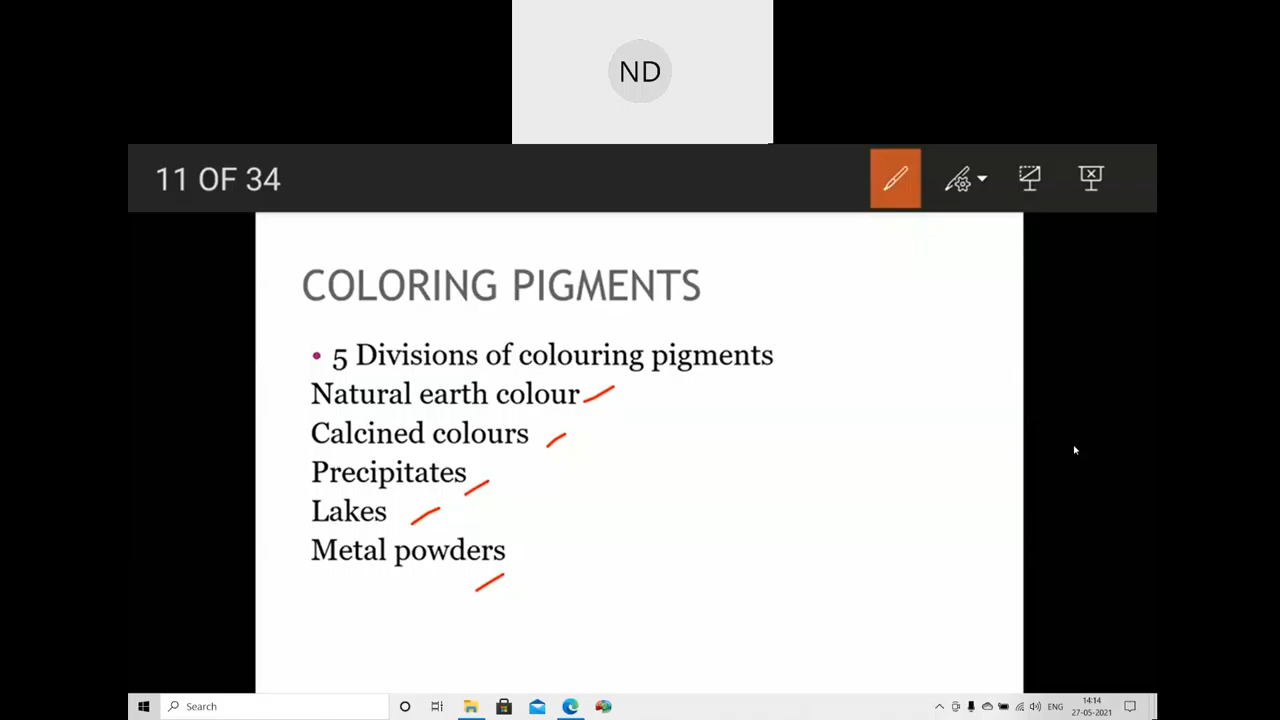 ND
11 OF 34
COLORING PIGMENTS
• 5 Divisions of colouring pigments
Natural earth colour
Calcined colours
Precipitates
Lakes
Metal powders
Search
ENG
14:14
27-05-2021